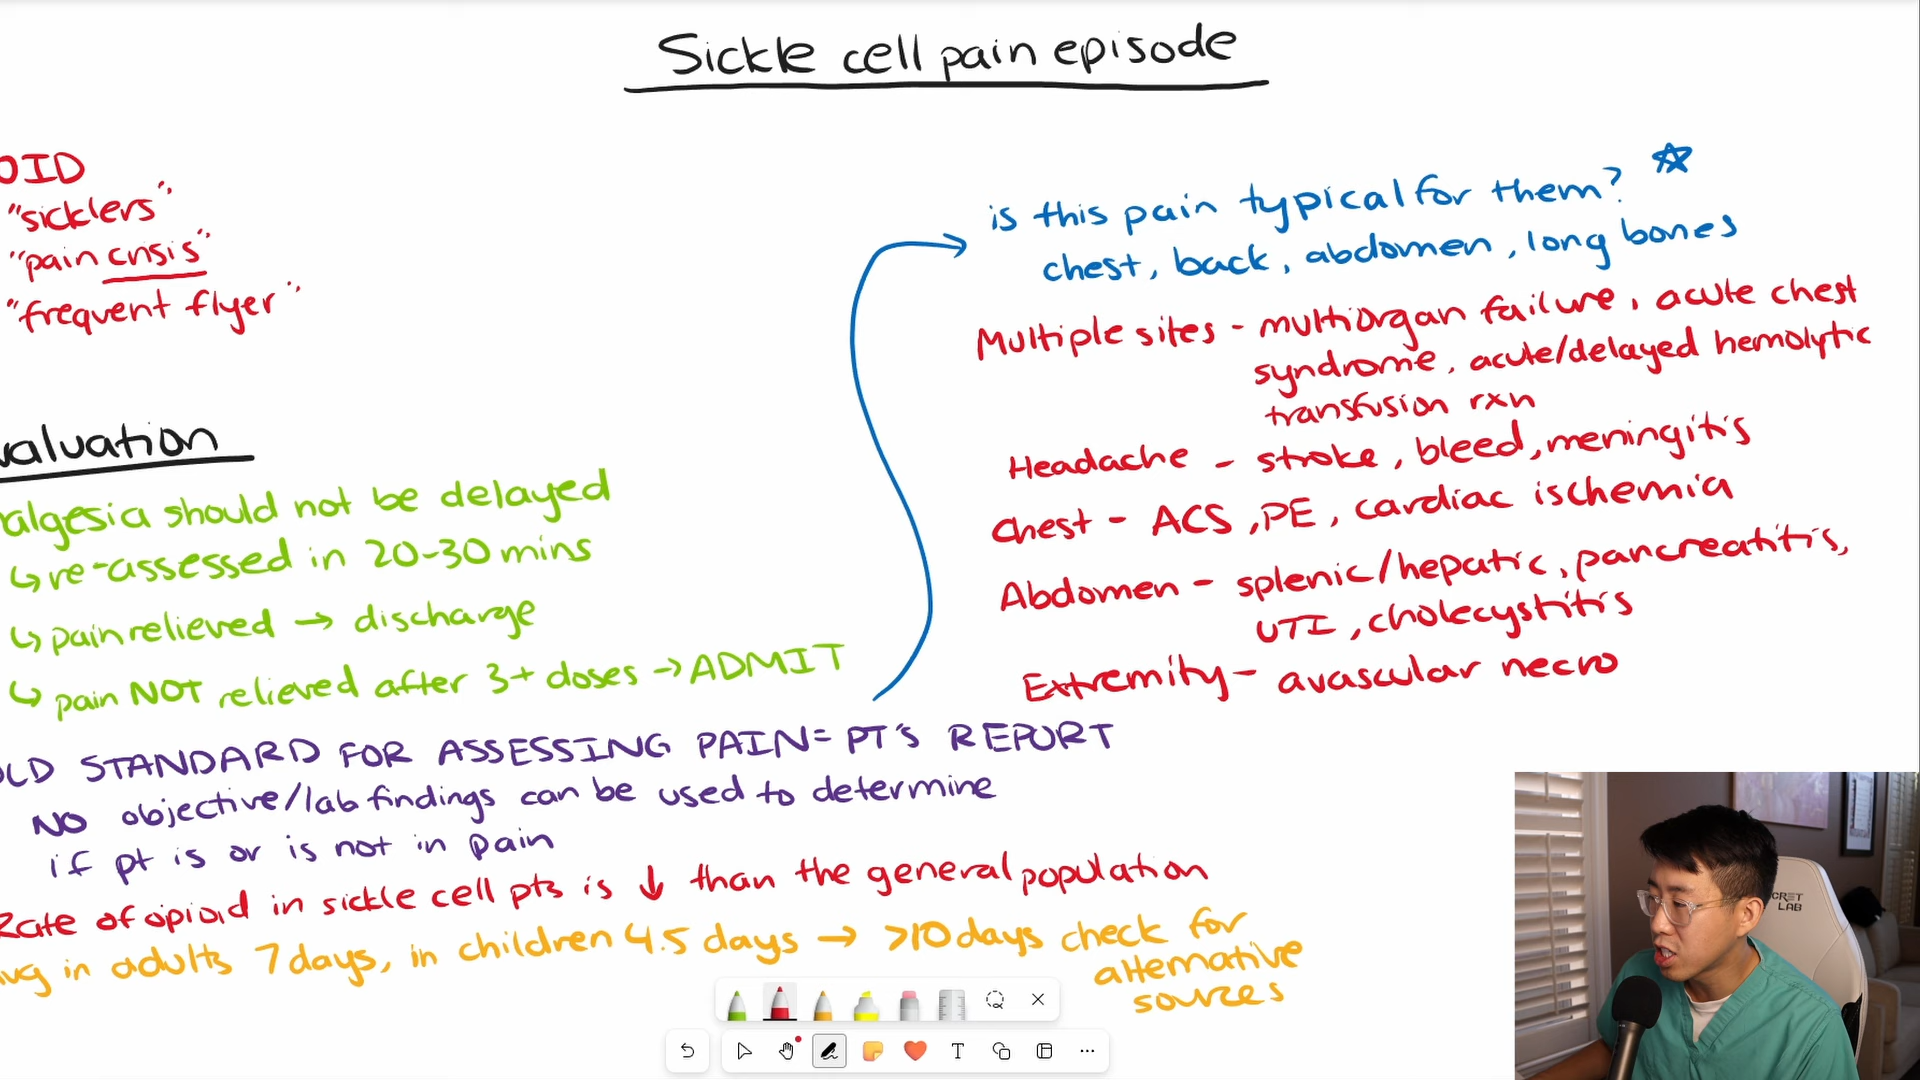 Sickle cell pain episode
OID
"sicklers"
"pain crisis"
"frequent flyer"
valuation
nalgesia should not be delayed
↳ re-assessed in 20-30 mins
↳ pain relieved → discharge
↳ pain NOT relieved after 3+ doses → ADMIT
OLD STANDARD FOR ASSESSING PAIN = PT'S REPORT
NO objective/lab findings can be used to determine
if pt is or is not in pain
Rate of opioid in sickle cell pts is ↓ than the general population
avg in adults 7 days, in children 4.5 days → >10 days check for
alternative
sources
is this pain typical for them? ☆
chest, back, abdomen, long bones
Multiple sites - multiorgan failure, acute chest
syndrome, acute/delayed hemolytic
transfusion rxn
Headache - stroke, bleed, meningitis
Chest - ACS, PE, cardiac ischemia
Abdomen - splenic/hepatic, pancreatitis,
UTI, cholecystitis
Extremity - avascular necro
T
CRET
LAB